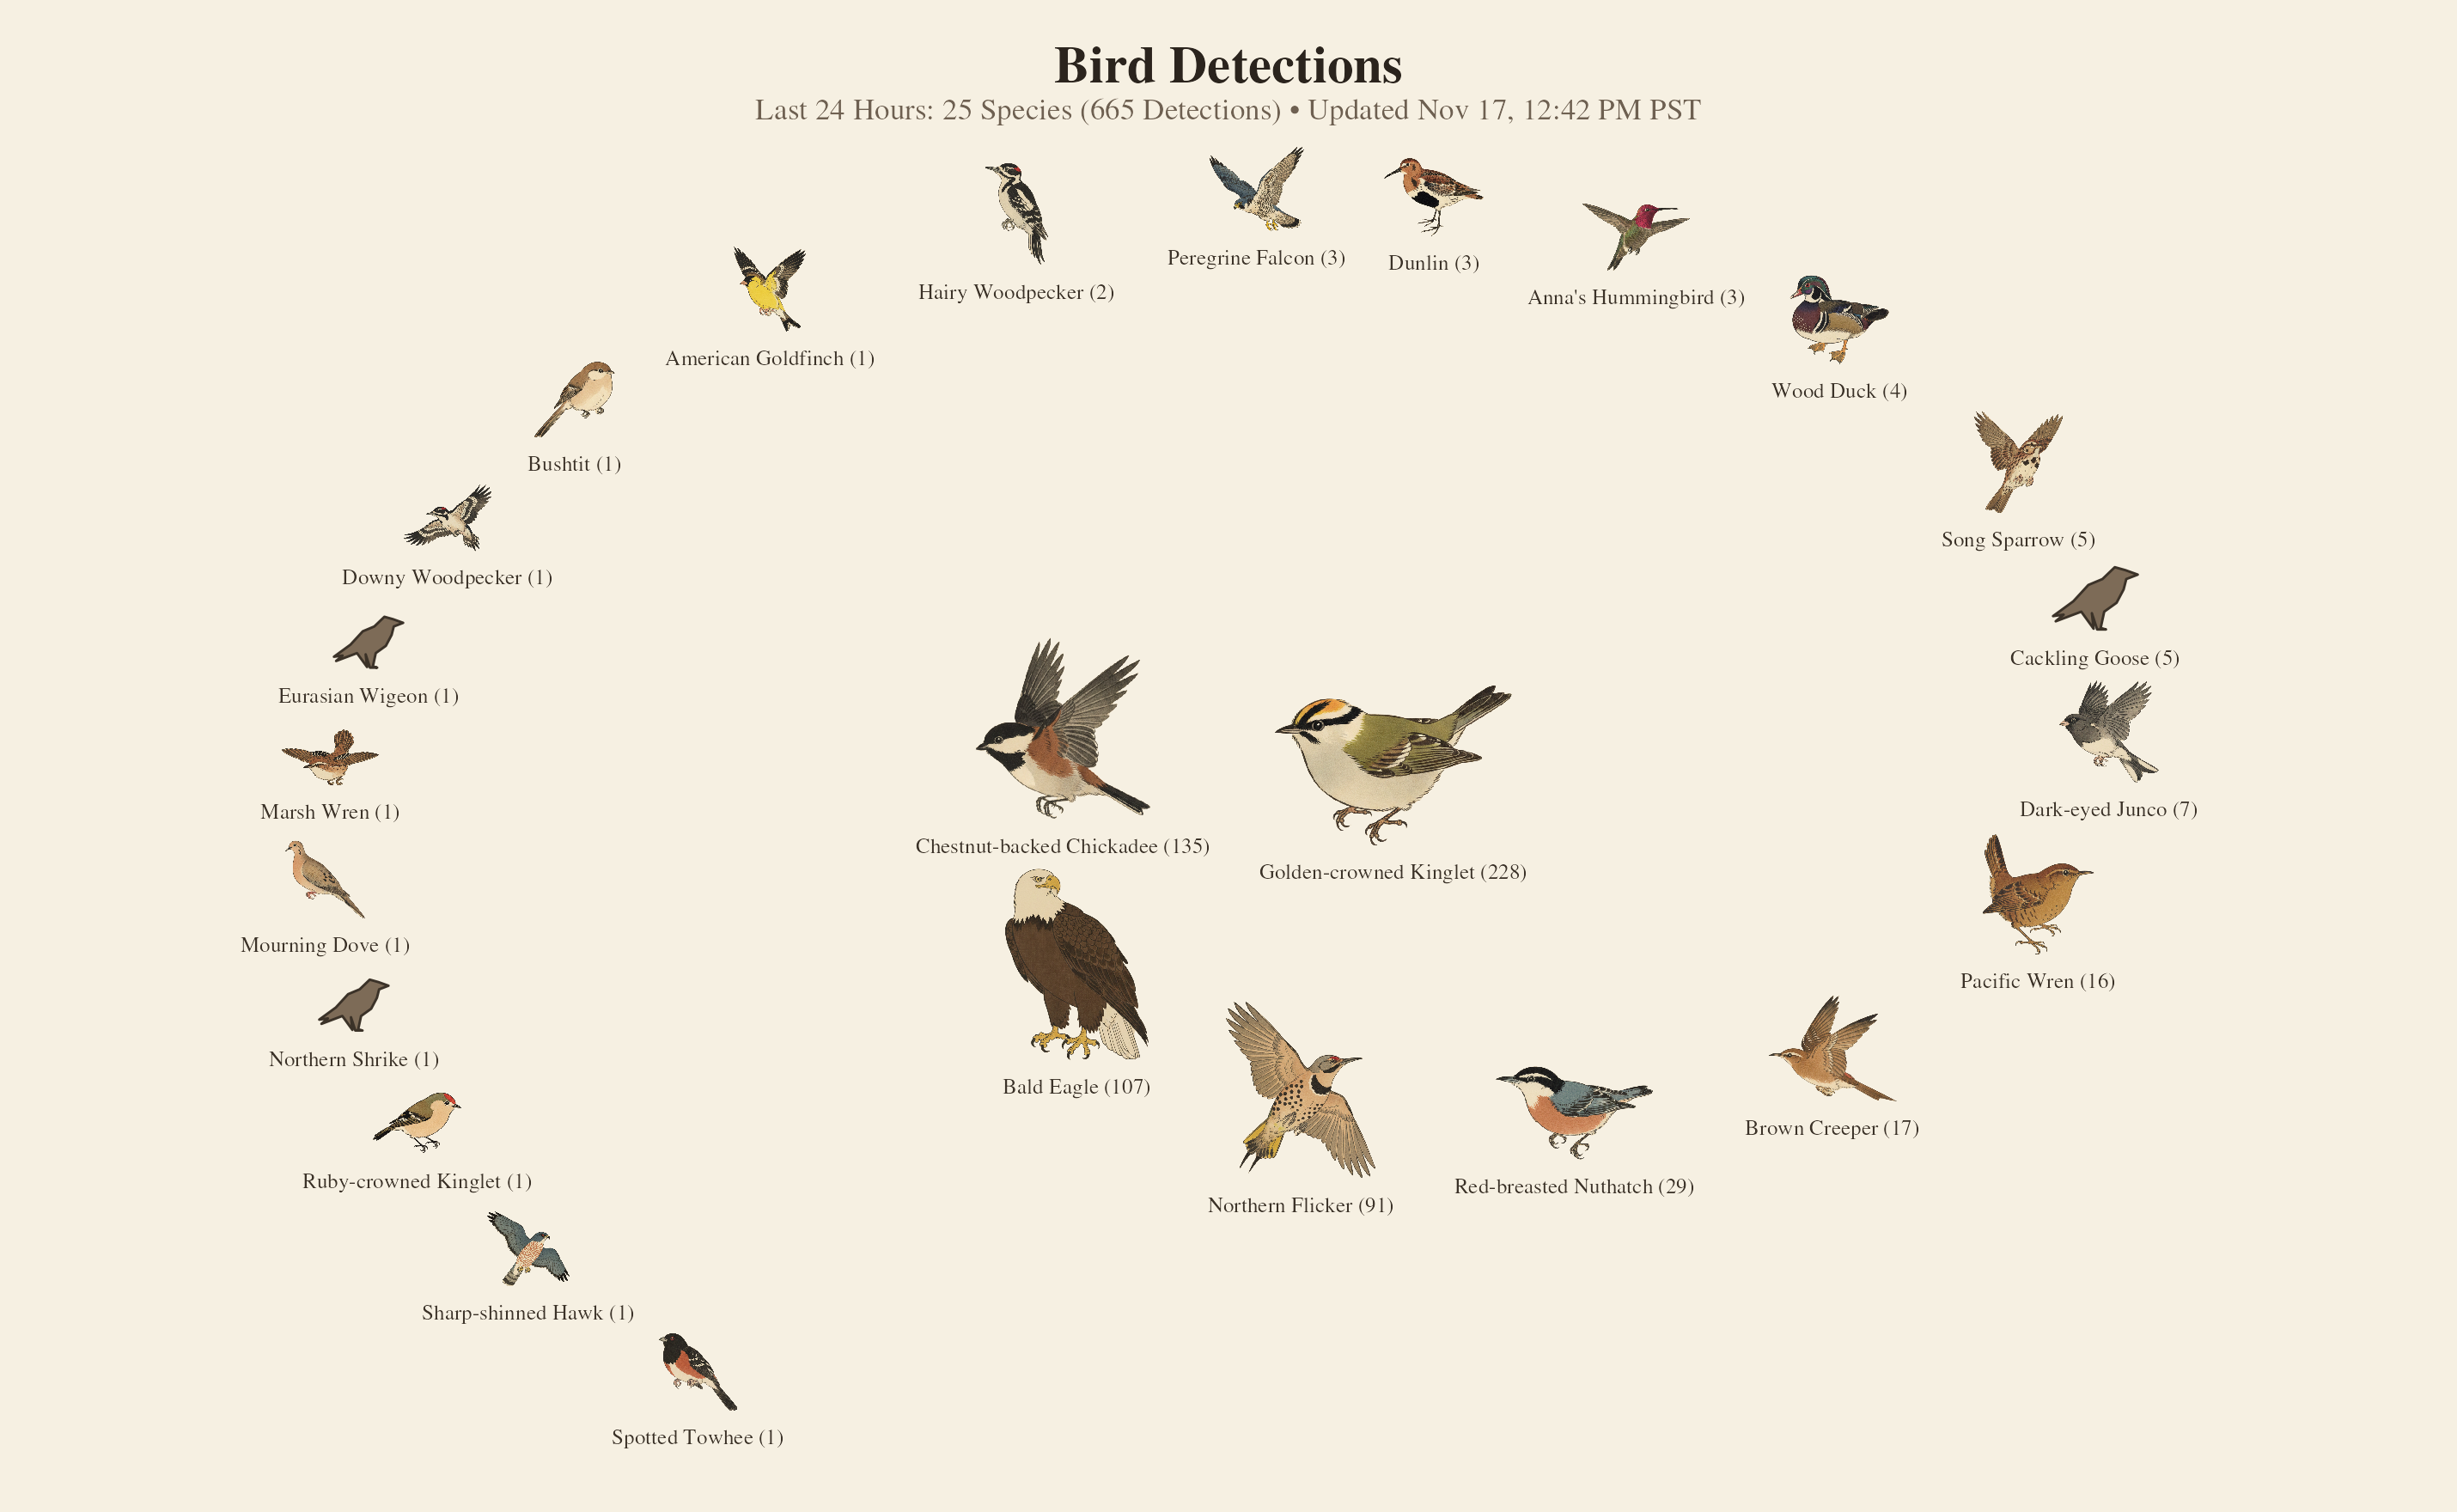 Bird Detections
Last 24 Hours: 25 Species (665 Detections) • Updated Nov 17, 12:42 PM PST
Peregrine Falcon (3)
Dunlin (3)
Hairy Woodpecker (2)
Anna's Hummingbird (3)
American Goldfinch (1)
Wood Duck (4)
Bushtit (1)
Song Sparrow (5)
Downy Woodpecker (1)
Cackling Goose (5)
Eurasian Wigeon (1)
Dark-eyed Junco (7)
Marsh Wren (1)
Chestnut-backed Chickadee (135)
Golden-crowned Kinglet (228)
Mourning Dove (1)
Pacific Wren (16)
Northern Shrike (1)
Bald Eagle (107)
Brown Creeper (17)
Ruby-crowned Kinglet (1)
Red-breasted Nuthatch (29)
Northern Flicker (91)
Sharp-shinned Hawk (1)
Spotted Towhee (1)